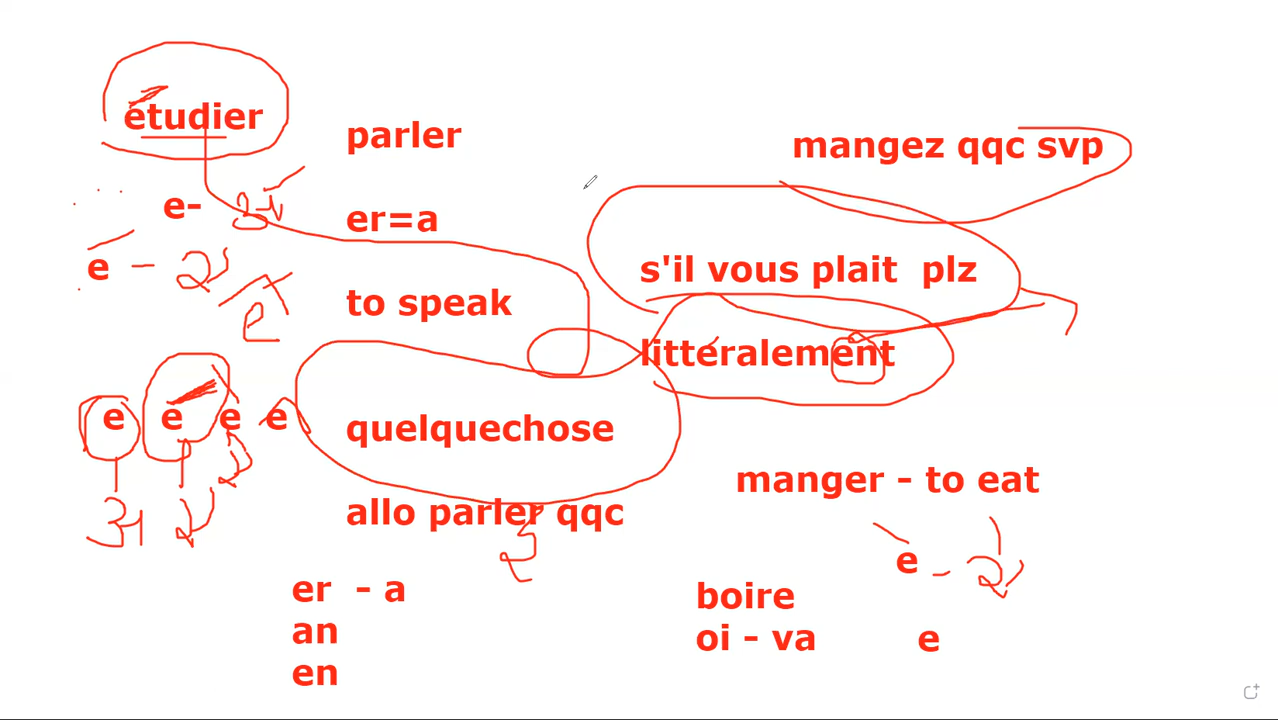 etudier
parler
mangez qqc svp
e-
er=a
e
s'il vous plait plz
to speak
e
litteralement
e e e e
quelquechose
manger - to eat
allo parler qqc
e -
er - a
boire
an
oi - va e
en